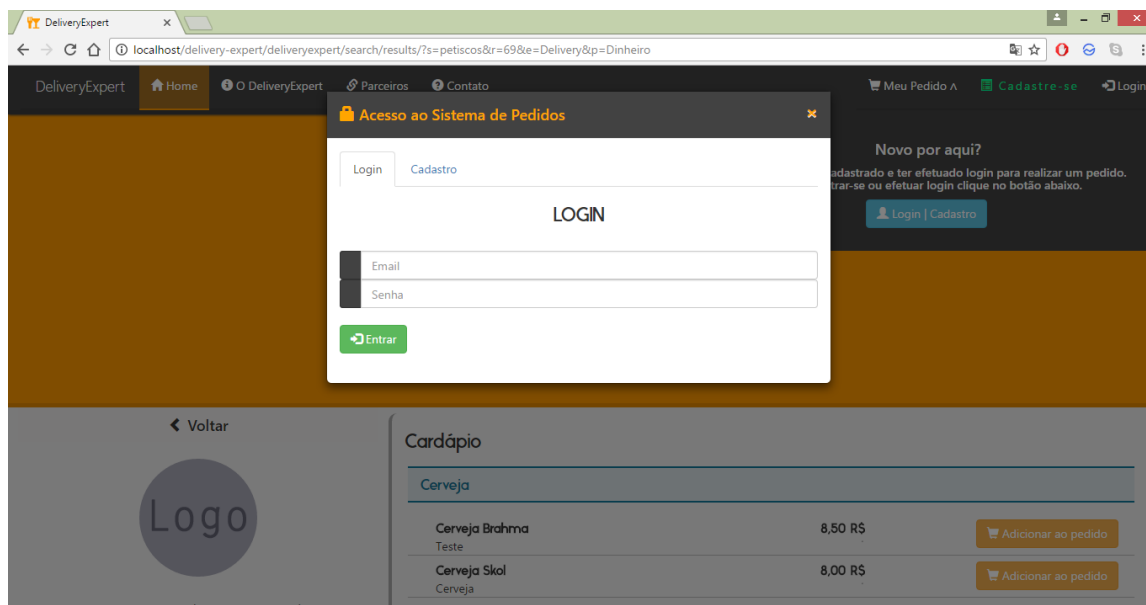 DeliveryExpert
localhost/delivery-expert/deliveryexpert/search/results/?s=petiscos&r=69&e=Delivery&p=Dinheiro
DeliveryExpert Home O DeliveryExpert Parceiros Contato Meu Pedido Cadastre-se Login
Acesso ao Sistema de Pedidos
Login Cadastro
LOGIN
Email
Senha
Entrar
Novo por aqui?
adastrado e ter efetuado login para realizar um pedido.
trar-se ou efetuar login clique no botão abaixo.
Login | Cadastro
Voltar
Logo
Cardápio
Cerveja
Cerveja Brahma 8,50 R$ Adicionar ao pedido
Teste
Cerveja Skol 8,00 R$ Adicionar ao pedido
Cerveja